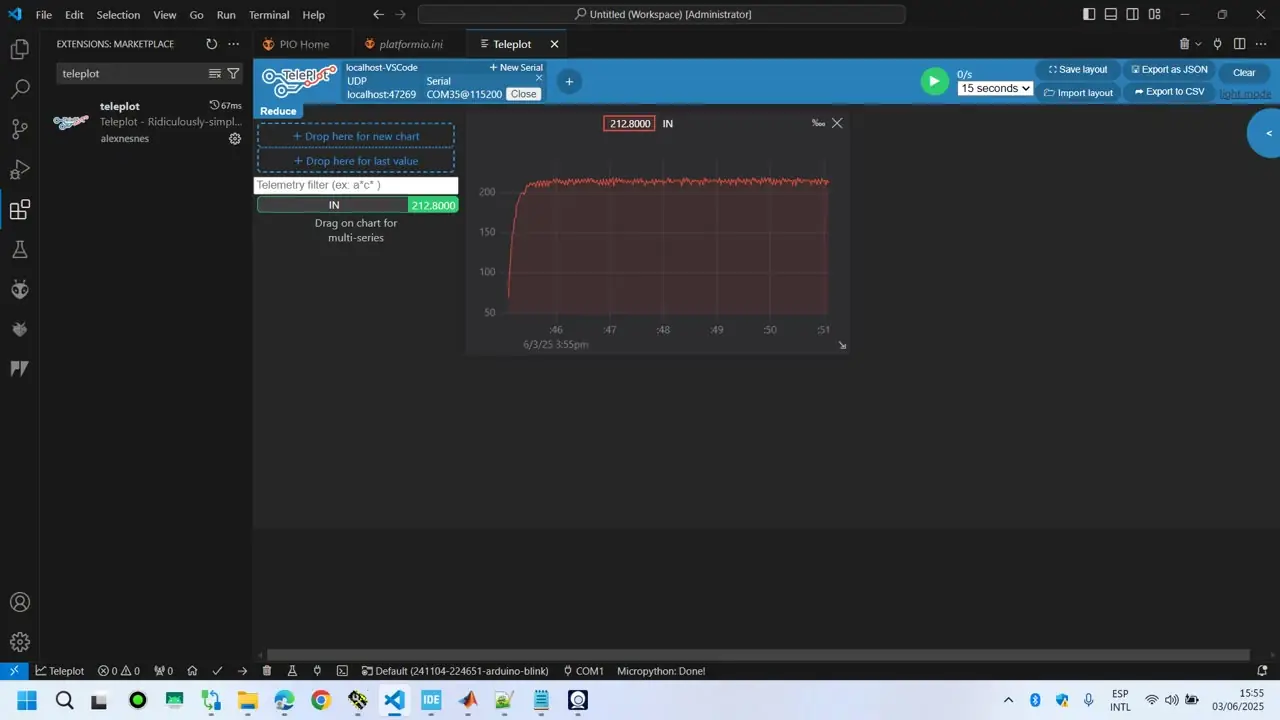 File Edit Selection View Go Run Terminal Help
Untitled (Workspace) [Administrator]
EXTENSIONS: MARKETPLACE
PIO Home
platformio.ini
Teleplot
teleplot
teleplot
67ms
Teleplot - Ridiculously-simpl...
alexnesnes
TelePlot
localhost-VSCode
+ New Serial
UDP
Serial
localhost:47269
COM35@115200
Close
+
0/s
15 seconds
Save layout
Export as JSON
Clear
Import layout
Export to CSV
light mode
Reduce
<
+ Drop here for new chart
+ Drop here for last value
Telemetry filter (ex: a*c* )
IN 212.8000
Drag on chart for
multi-series
212.8000 IN
200
150
100
50
:46 :47 :48 :49 :50 :51
6/3/25 3:55pm
Teleplot 0 0 0 Default (241104-224651-arduino-blink) COM1 Micropython: Done!
IDE
ESP
INTL
15:55
03/06/2025